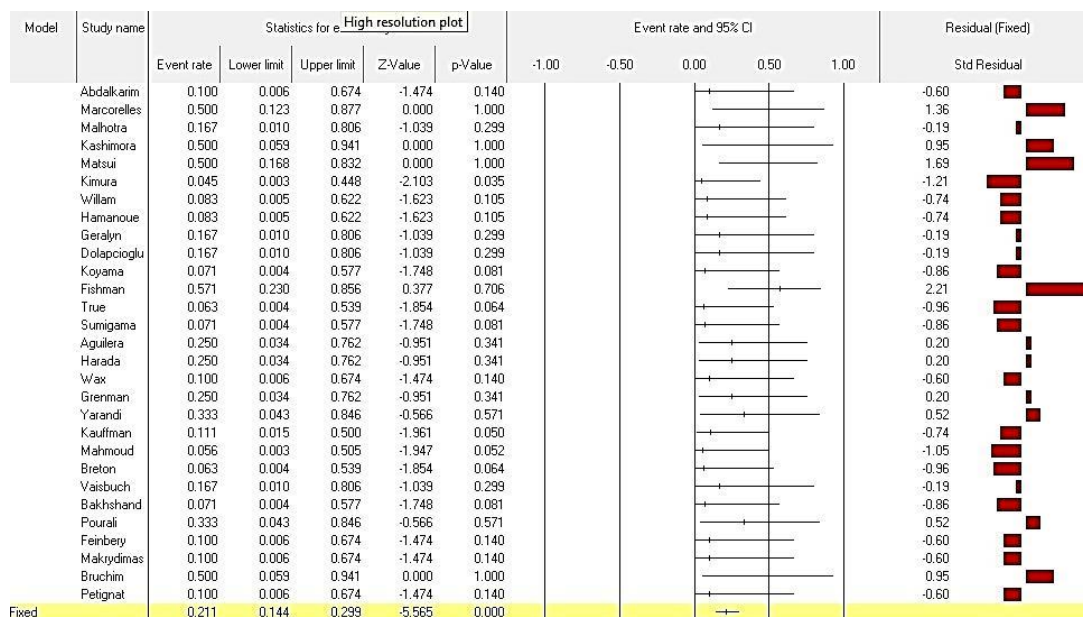 High resolution plot
Model Study name Statistics for e Event rate and 95% CI Residual (Fixed)
Event rate Lower limit Upper limit Z-Value p-Value -1.00 -0.50 0.00 0.50 1.00 Std Residual
Abdalkarim 0.100 0.006 0.674 -1.474 0.140 -0.60
Marcorelles 0.500 0.123 0.877 0.000 1.000 1.36
Malhotra 0.167 0.010 0.806 -1.039 0.299 -0.19
Kashimora 0.500 0.059 0.941 0.000 1.000 0.95
Matsui 0.500 0.168 0.832 0.000 1.000 1.69
Kimura 0.045 0.003 0.448 -2.103 0.035 -1.21
Willam 0.083 0.005 0.622 -1.623 0.105 -0.74
Hamanoue 0.083 0.005 0.622 -1.623 0.105 -0.74
Geralyn 0.167 0.010 0.806 -1.039 0.299 -0.19
Dolapcioglu 0.167 0.010 0.806 -1.039 0.299 -0.19
Koyama 0.071 0.004 0.577 -1.748 0.081 -0.86
Fishman 0.571 0.230 0.856 0.377 0.706 2.21
True 0.063 0.004 0.539 -1.854 0.064 -0.96
Sumigama 0.071 0.004 0.577 -1.748 0.081 -0.86
Aguilera 0.250 0.034 0.762 -0.951 0.341 0.20
Harada 0.250 0.034 0.762 -0.951 0.341 0.20
Wax 0.100 0.006 0.674 -1.474 0.140 -0.60
Grenman 0.250 0.034 0.762 -0.951 0.341 0.20
Yarandi 0.333 0.043 0.846 -0.566 0.571 0.52
Kauffman 0.111 0.015 0.500 -1.961 0.050 -0.74
Mahmoud 0.056 0.003 0.505 -1.947 0.052 -1.05
Breton 0.063 0.004 0.539 -1.854 0.064 -0.96
Vaisbuch 0.167 0.010 0.806 -1.039 0.299 -0.19
Bakhshand 0.071 0.004 0.577 -1.748 0.081 -0.86
Pourali 0.333 0.043 0.846 -0.566 0.571 0.52
Feinbery 0.100 0.006 0.674 -1.474 0.140 -0.60
Makrydimas 0.100 0.006 0.674 -1.474 0.140 -0.60
Bruchim 0.500 0.059 0.941 0.000 1.000 0.95
Petignat 0.100 0.006 0.674 -1.474 0.140 -0.60
Fixed 0.211 0.144 0.299 -5.565 0.000